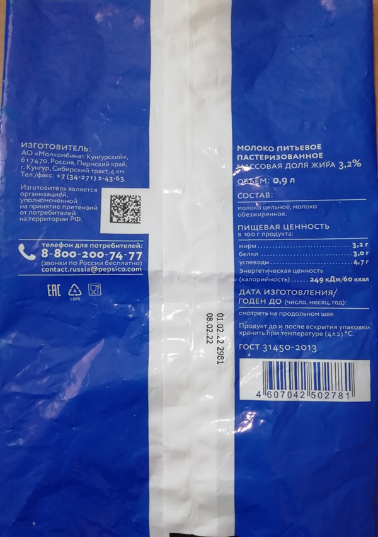 ИЗГОТОВИТЕЛЬ:
АО «Молкомбинат Кунгурский»,
617470, Россия, Пермский край,
г. Кунгур, Сибирский тракт, 4 км.
Тел./факс: +7 (34-271) 2-43-63
Изготовитель является
организацией,
уполномоченной
на принятие претензий
от потребителей
на территории РФ.
телефон для потребителей:
8-800-200-74-77
(звонки по России бесплатно)
contact.russia@pepsico.com
EAC
01.02.22 2981
08.02.22
МОЛОКО ПИТЬЕВОЕ
ПАСТЕРИЗОВАННОЕ
МАССОВАЯ ДОЛЯ ЖИРА 3,2%
ОБЪЕМ: 0,9 л
СОСТАВ:
молоко цельное, молоко
обезжиренное.
ПИЩЕВАЯ ЦЕННОСТЬ
в 100 г продукта:
жиры 3,2 г
белки 3,0 г
углеводы 4,7 г
Энергетическая ценность
(калорийность) 249 кДж/60 ккал
ДАТА ИЗГОТОВЛЕНИЯ/
ГОДЕН ДО (число, месяц, год):
смотреть на продольном шве.
Продукт до и после вскрытия упаковки
хранить при температуре (4±2) °С.
ГОСТ 31450-2013
4 607042 502781